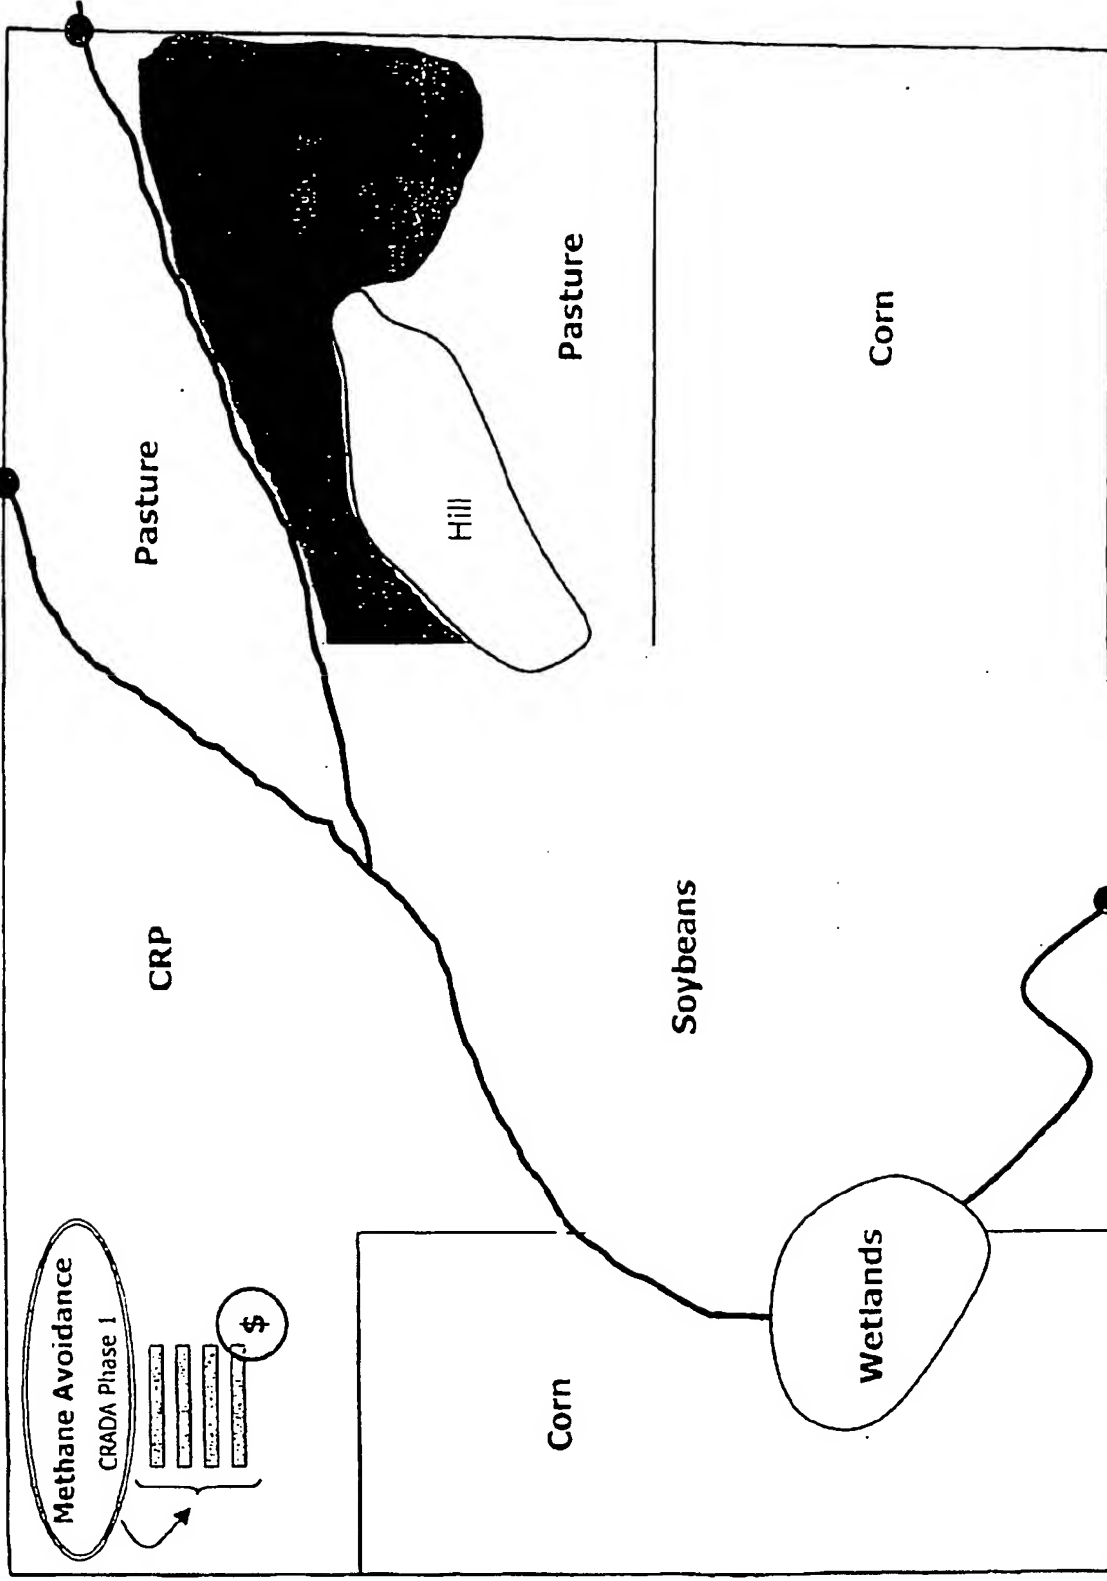 Methane Avoidance
CRADA Phase 1
$
CRP
Pasture
Hill
Pasture
Corn
Soybeans
Corn
Wetlands